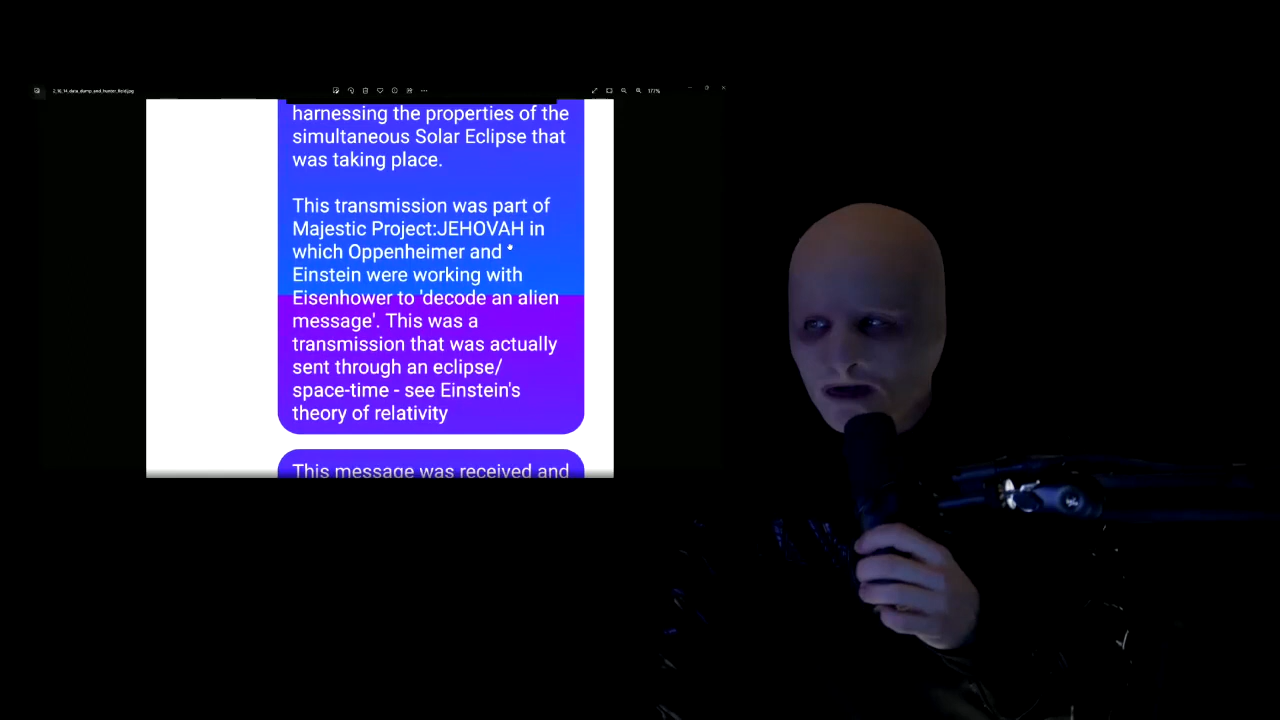 177%
harnessing the properties of the
simultaneous Solar Eclipse that
was taking place.
This transmission was part of
Majestic Project:JEHOVAH in
which Oppenheimer and
Einstein were working with
Eisenhower to 'decode an alien
message'. This was a
transmission that was actually
sent through an eclipse/
space-time - see Einstein's
theory of relativity
This message was received and